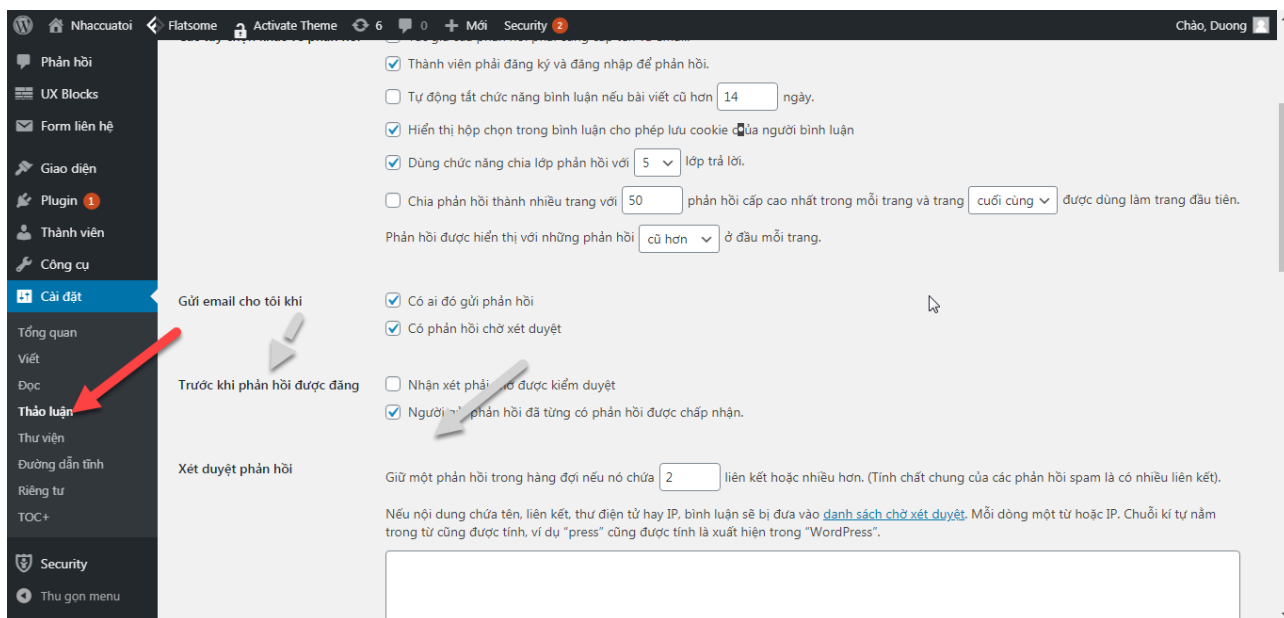 Nhaccuatoi Flatsome Activate Theme 6 0 Mới Security 2 Chào, Duong
Phản hồi
UX Blocks
Form liên hệ
Giao diện
Plugin 1
Thành viên
Công cụ
Cài đặt
Tổng quan
Viết
Đọc
Thảo luận
Thư viện
Đường dẫn tĩnh
Riêng tư
TOC+
Security
Thu gọn menu
Thành viên phải đăng ký và đăng nhập để phản hồi.
Tự động tắt chức năng bình luận nếu bài viết cũ hơn 14 ngày.
Hiển thị hộp chọn trong bình luận cho phép lưu cookie của người bình luận
Dùng chức năng chia lớp phản hồi với 5 lớp trả lời.
Chia phản hồi thành nhiều trang với 50 phản hồi cấp cao nhất trong mỗi trang và trang cuối cùng được dùng làm trang đầu tiên.
Phản hồi được hiển thị với những phản hồi cũ hơn ở đầu mỗi trang.
Gửi email cho tôi khi
Có ai đó gửi phản hồi
Có phản hồi chờ xét duyệt
Trước khi phản hồi được đăng
Nhận xét phải được kiểm duyệt
Người phản hồi đã từng có phản hồi được chấp nhận.
Xét duyệt phản hồi
Giữ một phản hồi trong hàng đợi nếu nó chứa 2 liên kết hoặc nhiều hơn. (Tính chất chung của các phản hồi spam là có nhiều liên kết).
Nếu nội dung chứa tên, liên kết, thư điện tử hay IP, bình luận sẽ bị đưa vào danh sách chờ xét duyệt. Mỗi dòng một từ hoặc IP. Chuỗi kí tự nằm
trong từ cũng được tính, ví dụ “press” cũng được tính là xuất hiện trong “WordPress”.